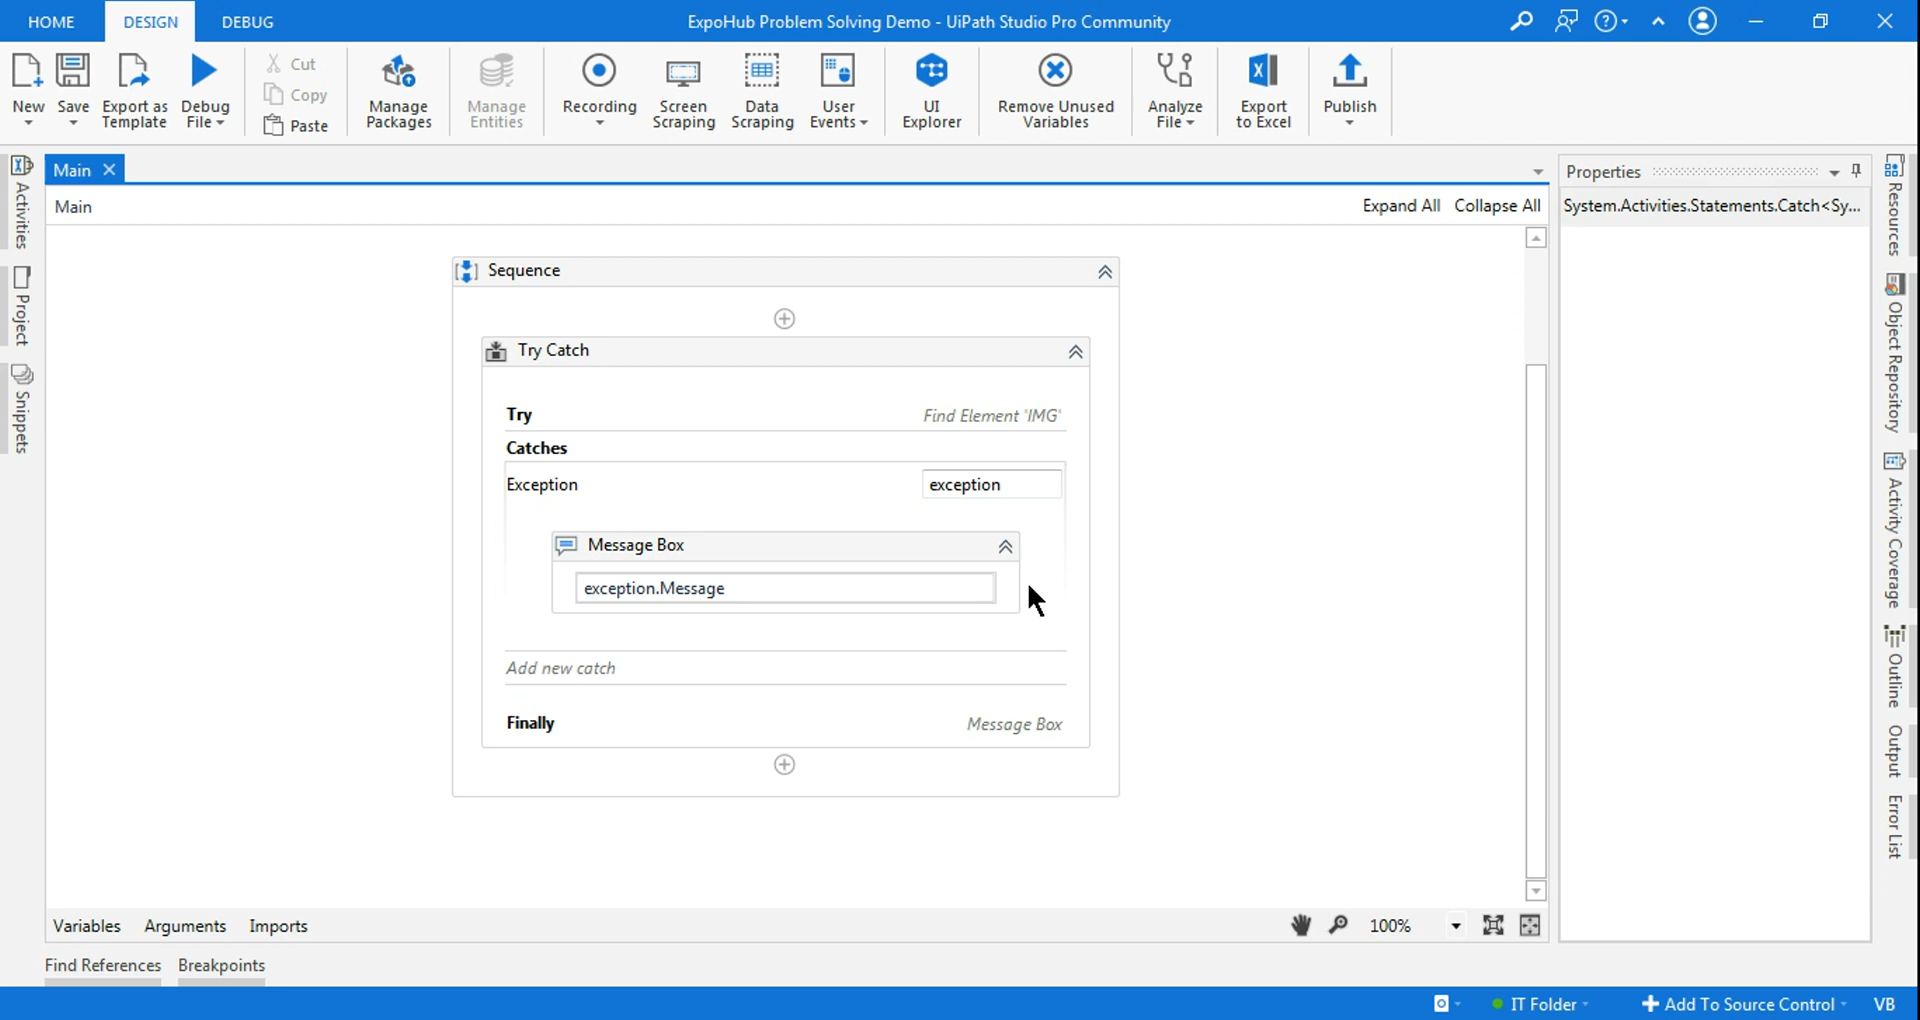 HOME DESIGN DEBUG ExpoHub Problem Solving Demo - UiPath Studio Pro Community
New
Save
Export as Template
Debug File
Cut
Copy
Paste
Manage Packages
Manage Entities
Recording
Screen Scraping
Data Scraping
User Events
UI Explorer
Remove Unused Variables
Analyze File
Export to Excel
Publish
Activities
Project
Snippets
Main
Main Expand All Collapse All
Sequence
Try Catch
Try Find Element 'IMG'
Catches
Exception exception
Message Box
exception.Message
Add new catch
Finally Message Box
Variables Arguments Imports 100%
Find References Breakpoints
Properties
System.Activities.Statements.Catch<Sy...
Resources
Object Repository
Activity Coverage
Outline
Output
Error List
IT Folder Add To Source Control VB